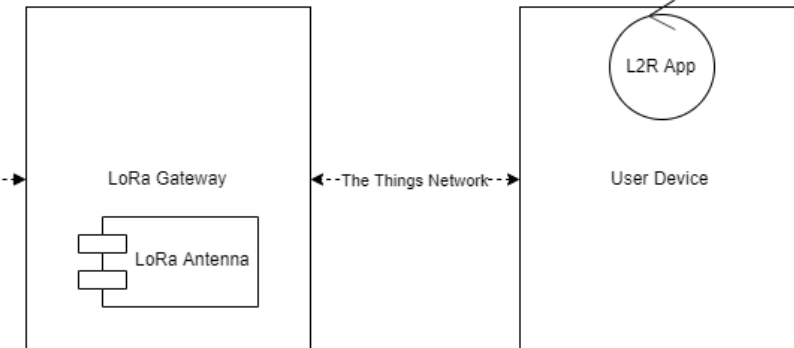 L2R App
LoRa Gateway
The Things Network
User Device
LoRa Antenna